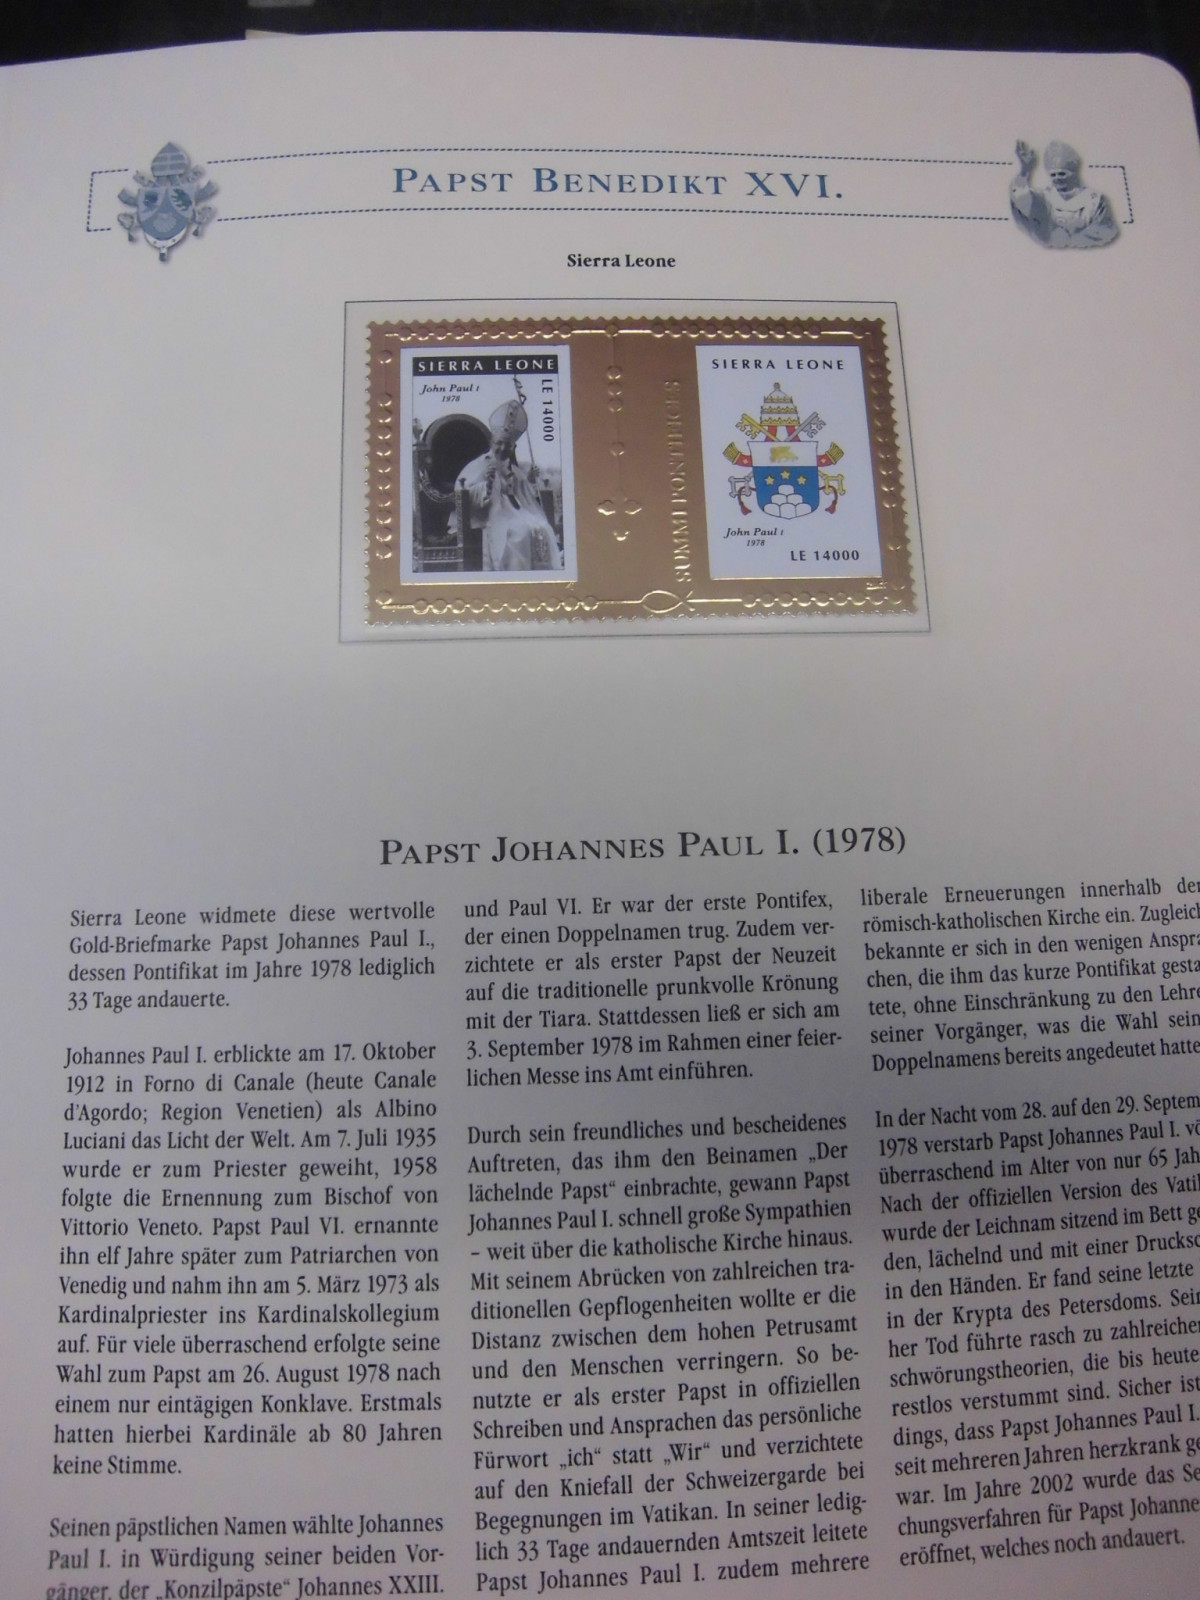 PAPST BENEDIKT XVI.
Sierra Leone
SIERRA LEONE
John Paul I
1978
LE 14000
SUMMI PONTIFICES
SIERRA LEONE
John Paul I
1978
LE 14000
PAPST JOHANNES PAUL I. (1978)
Sierra Leone widmete diese wertvolle
Gold-Briefmarke Papst Johannes Paul I.,
dessen Pontifikat im Jahre 1978 lediglich
33 Tage andauerte.
Johannes Paul I. erblickte am 17. Oktober
1912 in Forno di Canale (heute Canale
d'Agordo; Region Venetien) als Albino
Luciani das Licht der Welt. Am 7. Juli 1935
wurde er zum Priester geweiht, 1958
folgte die Ernennung zum Bischof von
Vittorio Veneto. Papst Paul VI. ernannte
ihn elf Jahre später zum Patriarchen von
Venedig und nahm ihn am 5. März 1973 als
Kardinalpriester ins Kardinalskollegium
auf. Für viele überraschend erfolgte seine
Wahl zum Papst am 26. August 1978 nach
einem nur eintägigen Konklave. Erstmals
hatten hierbei Kardinäle ab 80 Jahren
keine Stimme.
Seinen päpstlichen Namen wählte Johannes
Paul I. in Würdigung seiner beiden Vor-
gänger, der „Konzilpäpste“ Johannes XXIII.
und Paul VI. Er war der erste Pontifex,
der einen Doppelnamen trug. Zudem ver-
zichtete er als erster Papst der Neuzeit
auf die traditionelle prunkvolle Krönung
mit der Tiara. Stattdessen ließ er sich am
3. September 1978 im Rahmen einer feier-
lichen Messe ins Amt einführen.
Durch sein freundliches und bescheidenes
Auftreten, das ihm den Beinamen „Der
lächelnde Papst“ einbrachte, gewann Papst
Johannes Paul I. schnell große Sympathien
– weit über die katholische Kirche hinaus.
Mit seinem Abrücken von zahlreichen tra-
ditionellen Gepflogenheiten wollte er die
Distanz zwischen dem hohen Petrusamt
und den Menschen verringern. So be-
nutzte er als erster Papst in offiziellen
Schreiben und Ansprachen das persönliche
Fürwort „ich“ statt „Wir“ und verzichtete
auf den Kniefall der Schweizergarde bei
Begegnungen im Vatikan. In seiner ledig-
lich 33 Tage andauernden Amtszeit leitete
Papst Johannes Paul I. zudem mehrere
liberale Erneuerungen innerhalb der
römisch-katholischen Kirche ein. Zugleich
bekannte er sich in den wenigen Anspra
chen, die ihm das kurze Pontifikat gesta
tete, ohne Einschränkung zu den Lehre
seiner Vorgänger, was die Wahl sein
Doppelnamens bereits angedeutet hatte
In der Nacht vom 28. auf den 29. Septem
1978 verstarb Papst Johannes Paul I. vö
überraschend im Alter von nur 65 Jah
Nach der offiziellen Version des Vati
wurde der Leichnam sitzend im Bett ge
den, lächelnd und mit einer Drucksc
in den Händen. Er fand seine letzte
in der Krypta des Petersdoms. Sein
her Tod führte rasch zu zahlreiche
schwörungstheorien, die bis heute
restlos verstummt sind. Sicher ist
dings, dass Papst Johannes Paul I.
seit mehreren Jahren herzkrank ge
war. Im Jahre 2002 wurde das Se
chungsverfahren für Papst Johanne
eröffnet, welches noch andauert.